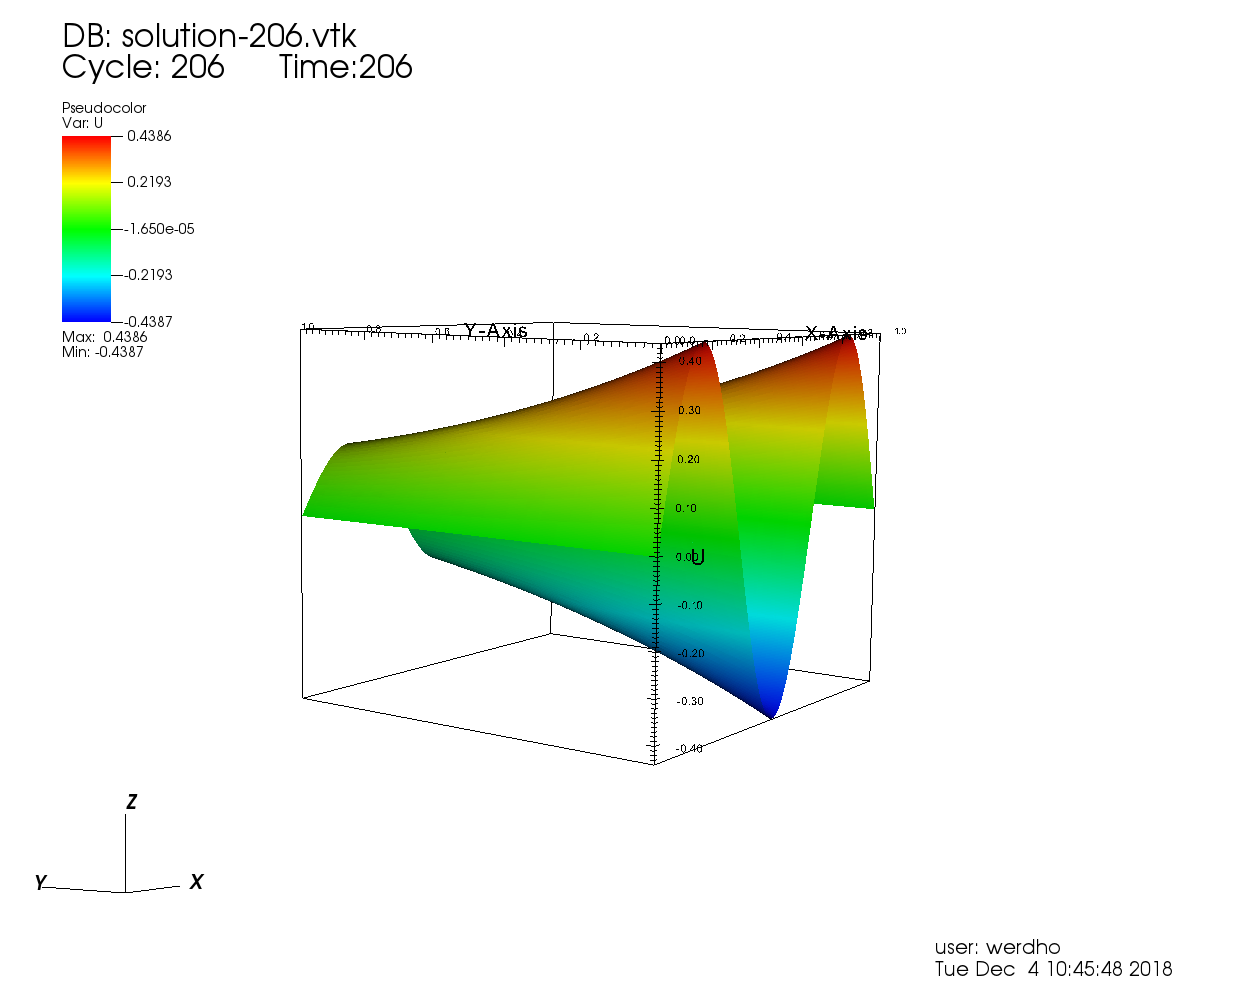 DB: solution-206.vtk
Cycle: 206 Time:206
Pseudocolor
Var: U
0.4386
0.2193
-1.650e-05
-0.2193
-0.4387
Max: 0.4386
Min: -0.4387
1.0
0.8
0.6
Y-Axis
0.2
0.0
0.0
0.2
0.4
X-Axis
1.0
0.40
0.30
0.20
0.10
0.00
U
-0.10
-0.20
-0.30
-0.40
Z
Y
X
user: werdho
Tue Dec 4 10:45:48 2018